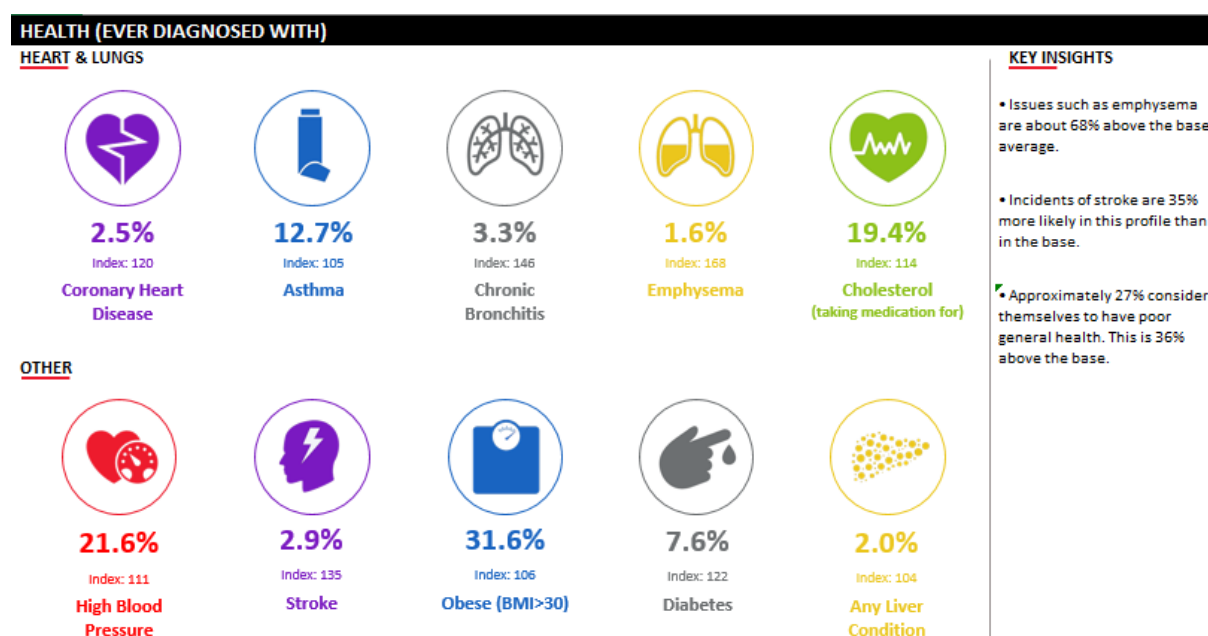 HEALTH (EVER DIAGNOSED WITH)
HEART & LUNGS
2.5%
Index: 120
Coronary Heart
Disease
12.7%
Index: 105
Asthma
3.3%
Index: 146
Chronic
Bronchitis
1.6%
Index: 168
Emphysema
19.4%
Index: 114
Cholesterol
(taking medication for)
OTHER
21.6%
Index: 111
High Blood
Pressure
2.9%
Index: 135
Stroke
31.6%
Index: 106
Obese (BMI>30)
7.6%
Index: 122
Diabetes
2.0%
Index: 104
Any Liver
Condition
KEY INSIGHTS
• Issues such as emphysema
are about 68% above the base
average.
• Incidents of stroke are 35%
more likely in this profile than
in the base.
• Approximately 27% consider
themselves to have poor
general health. This is 36%
above the base.